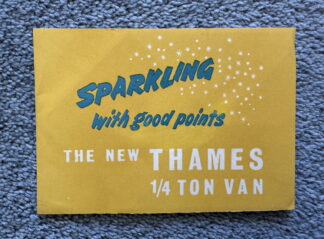 SPARKLING
with good points
THE NEW THAMES
1/4 TON VAN